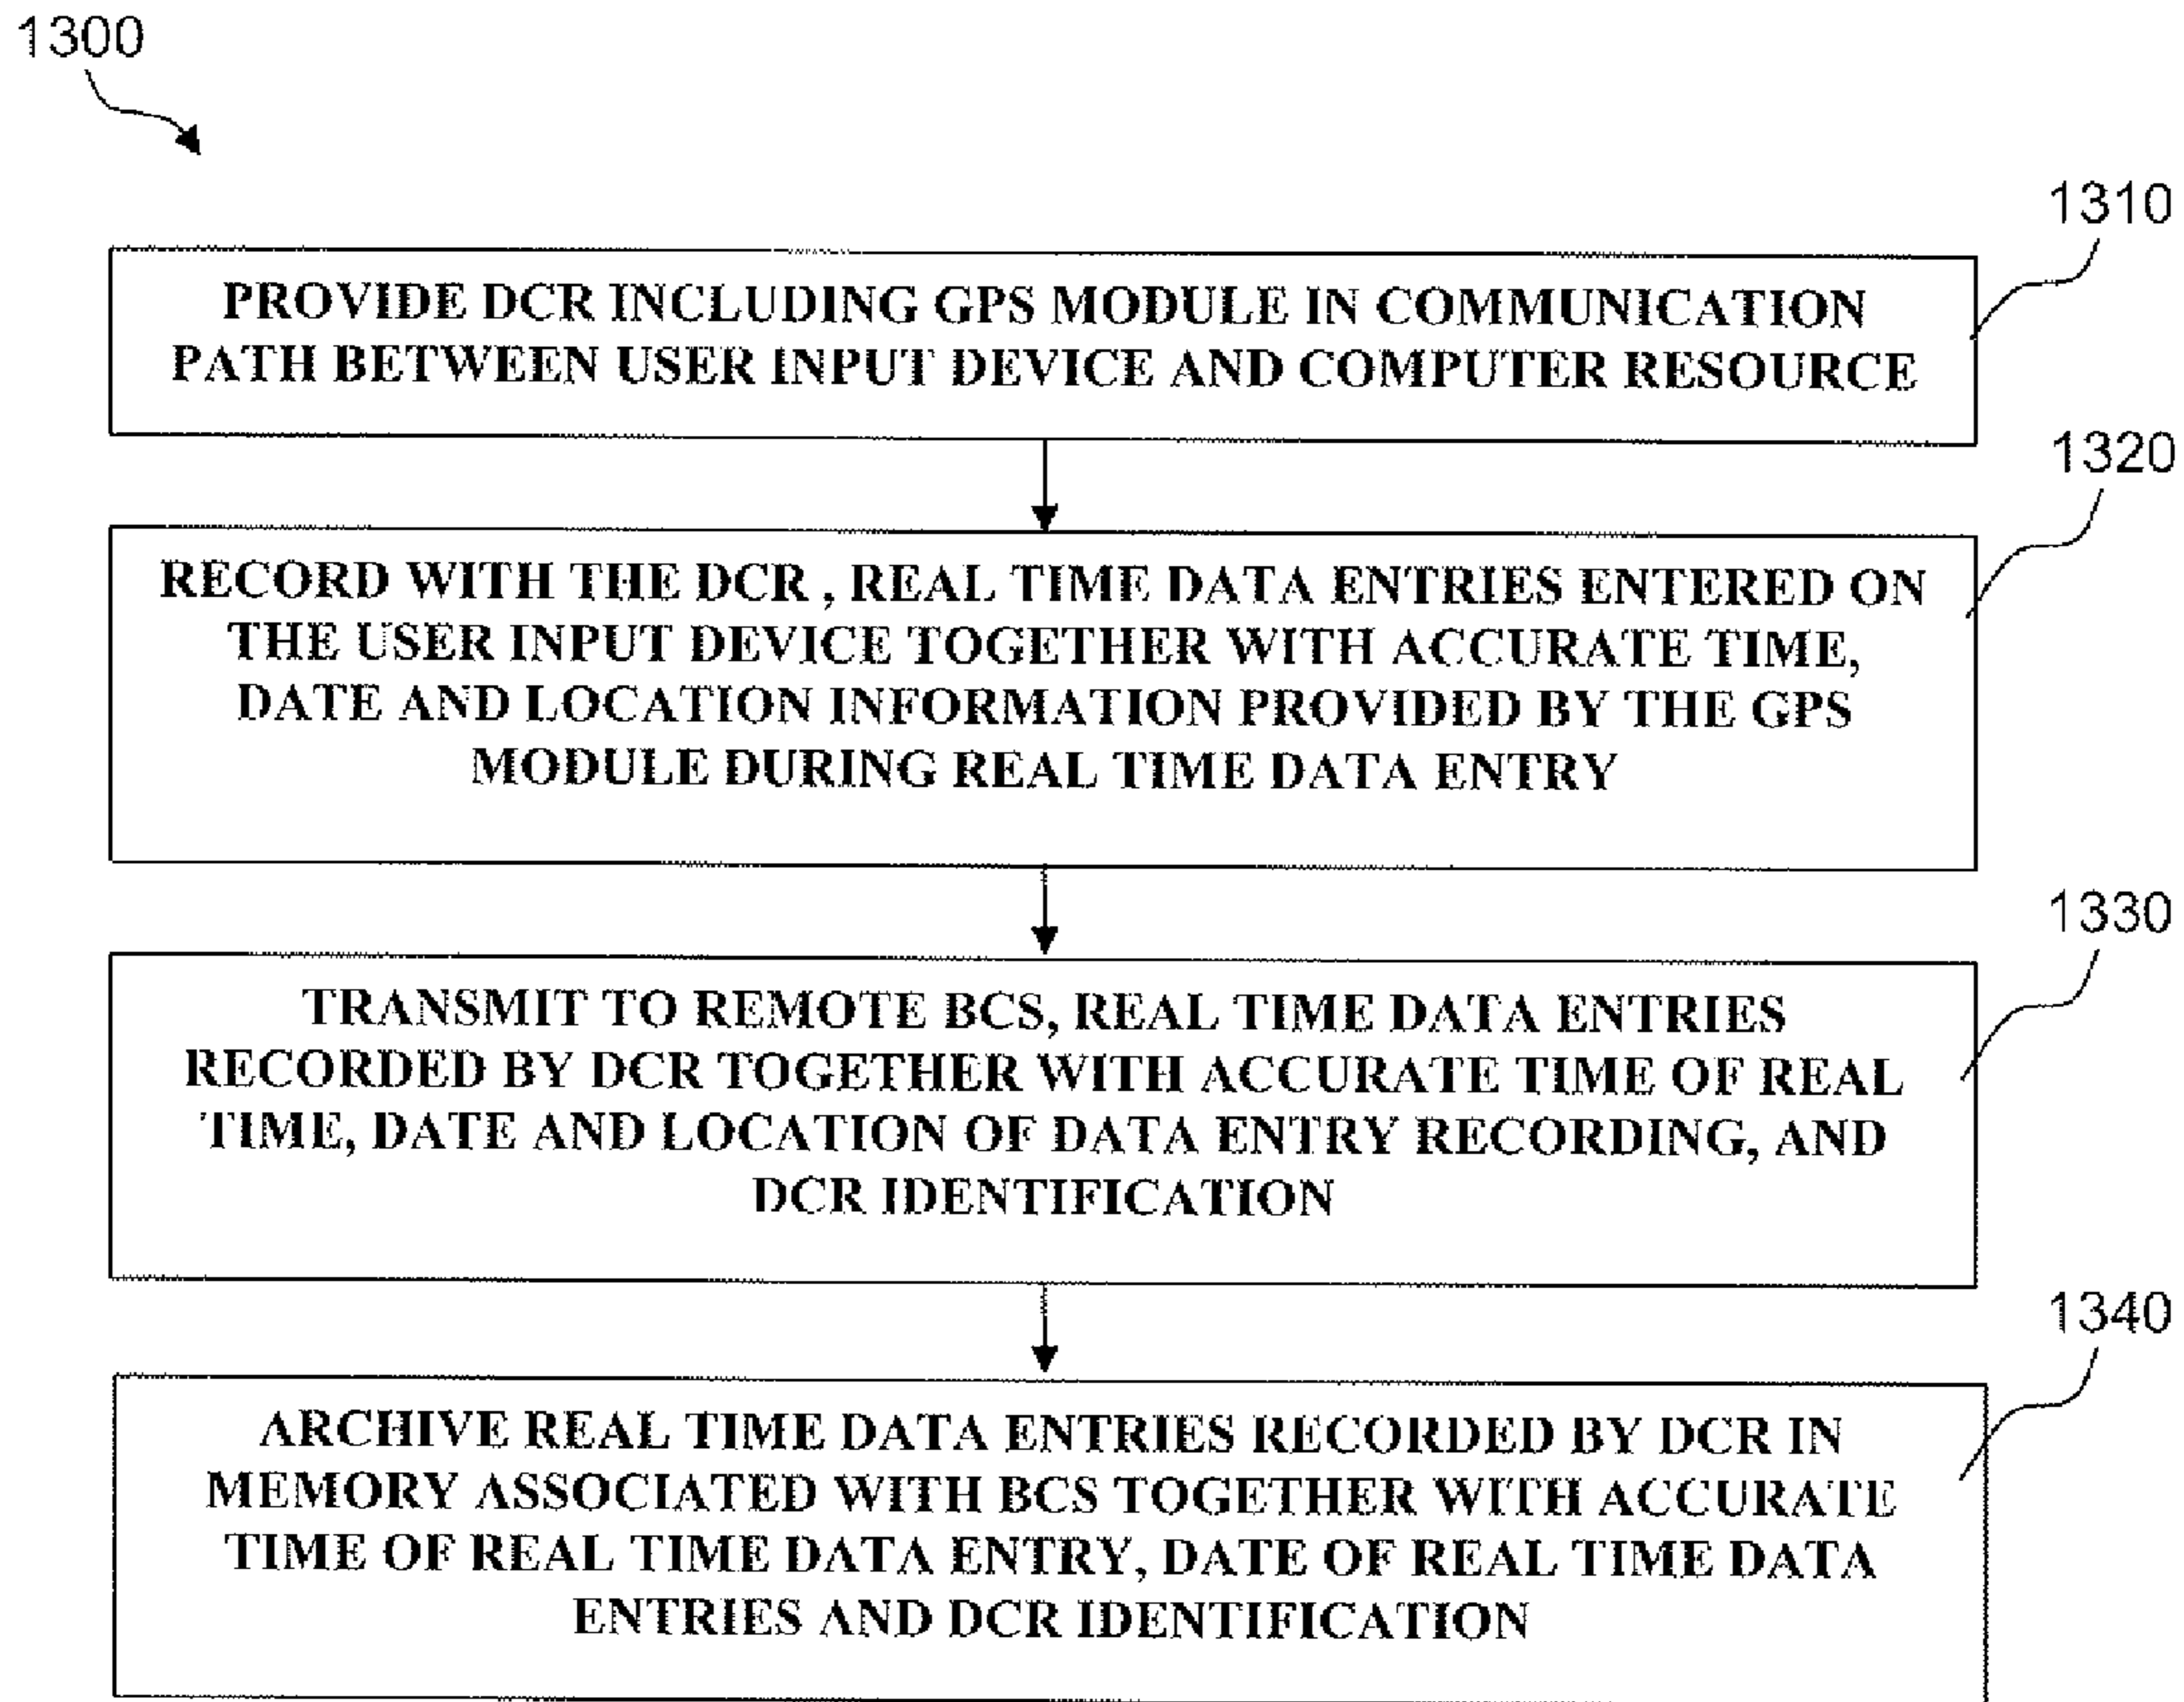 1300
1310
PROVIDE DCR INCLUDING GPS MODULE IN COMMUNICATION
PATH BETWEEN USER INPUT DEVICE AND COMPUTER RESOURCE
1320
RECORD WITH THE DCR , REAL TIME DATA ENTRIES ENTERED ON
THE USER INPUT DEVICE TOGETHER WITH ACCURATE TIME,
DATE AND LOCATION INFORMATION PROVIDED BY THE GPS
MODULE DURING REAL TIME DATA ENTRY
1330
TRANSMIT TO REMOTE BCS, REAL TIME DATA ENTRIES
RECORDED BY DCR TOGETHER WITH ACCURATE TIME OF REAL
TIME, DATE AND LOCATION OF DATA ENTRY RECORDING, AND
DCR IDENTIFICATION
1340
ARCHIVE REAL TIME DATA ENTRIES RECORDED BY DCR IN
MEMORY ASSOCIATED WITH BCS TOGETHER WITH ACCURATE
TIME OF REAL TIME DATA ENTRY, DATE OF REAL TIME DATA
ENTRIES AND DCR IDENTIFICATION